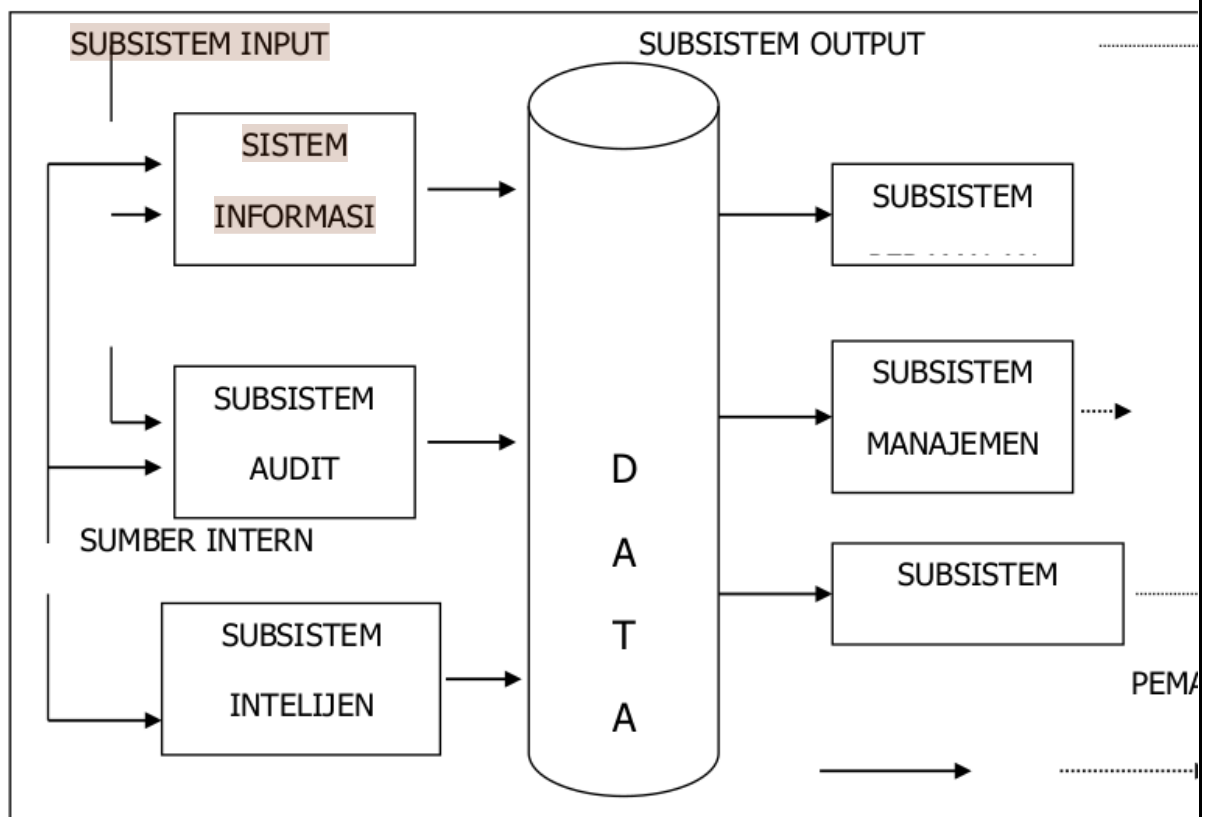 SUBSISTEM INPUT
SUBSISTEM OUTPUT
SISTEM
INFORMASI
SUBSISTEM
SUBSISTEM
MANAJEMEN
SUBSISTEM
AUDIT
D
A
T
A
SUMBER INTERN
SUBSISTEM
SUBSISTEM
INTELIJEN